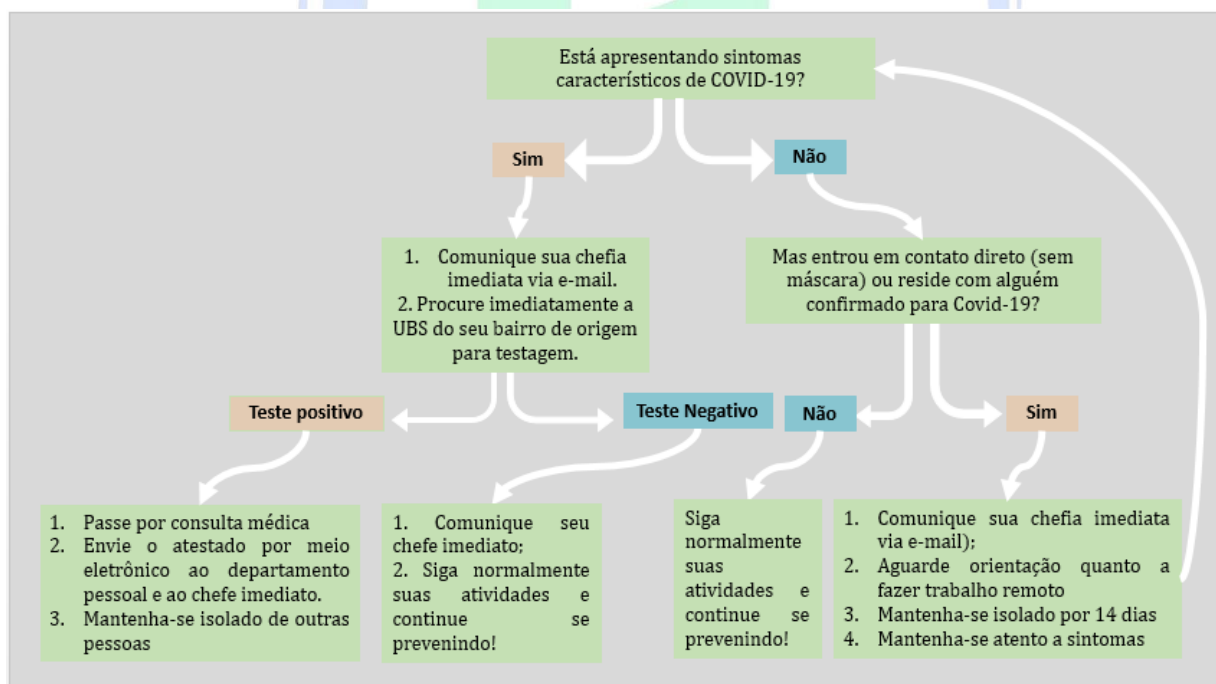 Está apresentando sintomas
característicos de COVID-19?
Sim
Não
1. Comunique sua chefia
imediata via e-mail.
2. Procure imediatamente a
UBS do seu bairro de origem
para testagem.
Mas entrou em contato direto (sem
máscara) ou reside com alguém
confirmado para Covid-19?
Teste positivo
Teste Negativo
Não
Sim
1. Passe por consulta médica
2. Envie o atestado por meio
eletrônico ao departamento
pessoal e ao chefe imediato.
3. Mantenha-se isolado de outras
pessoas
1. Comunique seu
chefe imediato;
2. Siga normalmente
suas atividades e
continue se
prevenindo!
Siga
normalmente
suas
atividades e
continue se
prevenindo!
1. Comunique sua chefia imediata
via e-mail);
2. Aguarde orientação quanto a
fazer trabalho remoto
3. Mantenha-se isolado por 14 dias
4. Mantenha-se atento a sintomas